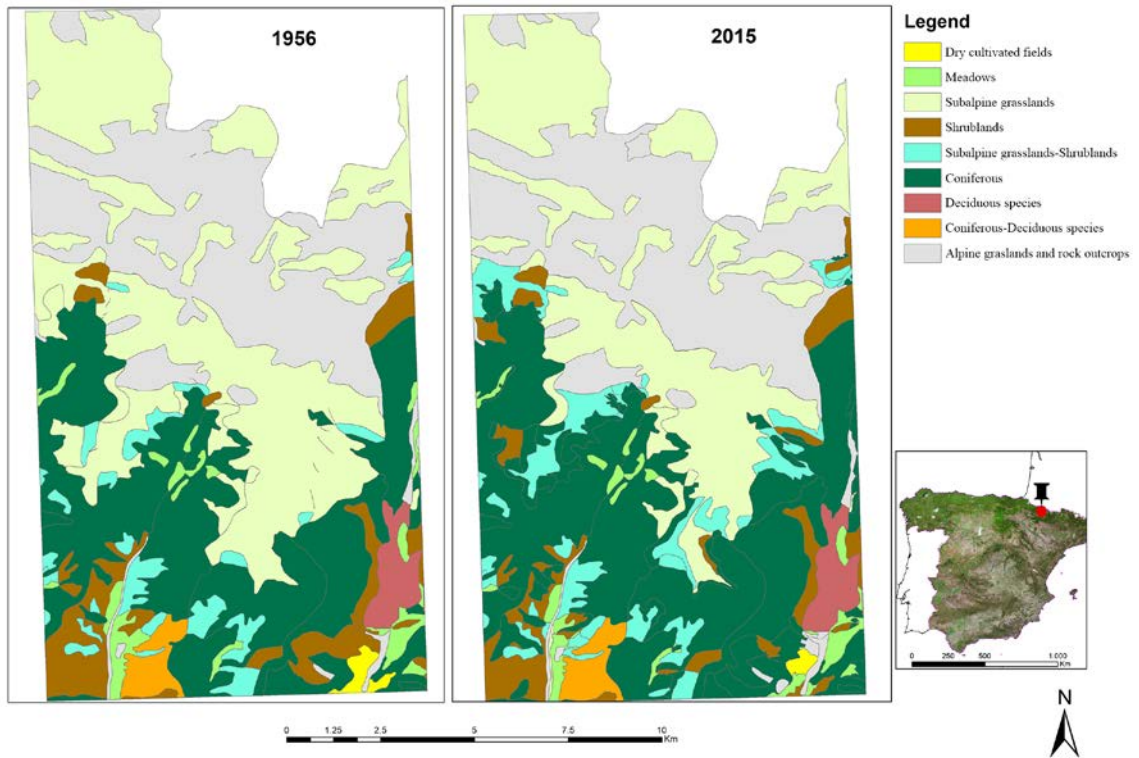 1956
2015
Legend
Dry cultivated fields
Meadows
Subalpine grasslands
Shrublands
Subalpine grasslands-Shrublands
Coniferous
Deciduous species
Coniferous-Deciduous species
Alpine graslands and rock outcrops
0 250 500 1.000
Km
N
0 1.25 2.5 5 7.5 10
Km